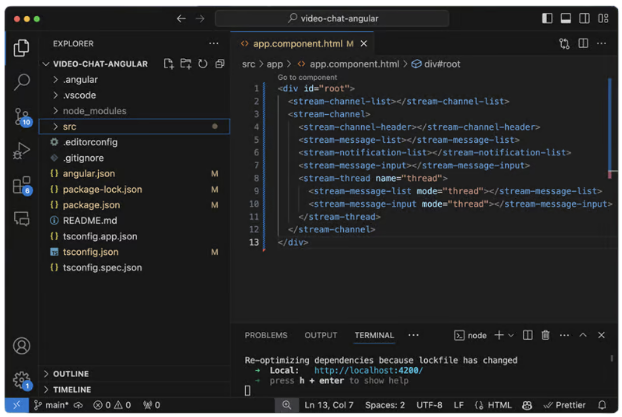 video-chat-angular
EXPLORER
VIDEO-CHAT-ANGULAR
.angular
.vscode
node_modules
src
.editorconfig
.gitignore
{} angular.json M
{} package-lock.json M
{} package.json M
README.md
{} tsconfig.app.json
tsconfig.json M
{} tsconfig.spec.json
OUTLINE
TIMELINE
10
6
1
<> app.component.html M
src > app > <> app.component.html > div#root
Go to component
1 <div id="root">
2 <stream-channel-list></stream-channel-list>
3 <stream-channel>
4 <stream-channel-header></stream-channel-header>
5 <stream-message-list></stream-message-list>
6 <stream-notification-list></stream-notification-list>
7 <stream-message-input></stream-message-input>
8 <stream-thread name="thread">
9 <stream-message-list mode="thread"></stream-message-list>
10 <stream-message-input mode="thread"></stream-message-input>
11 </stream-thread>
12 </stream-channel>
13 </div>
PROBLEMS OUTPUT TERMINAL ··· node
Re-optimizing dependencies because lockfile has changed
➜ Local: http://localhost:4200/
➜ press h + enter to show help
main* 0 0 0 Ln 13, Col 7 Spaces: 2 UTF-8 LF {} HTML Prettier